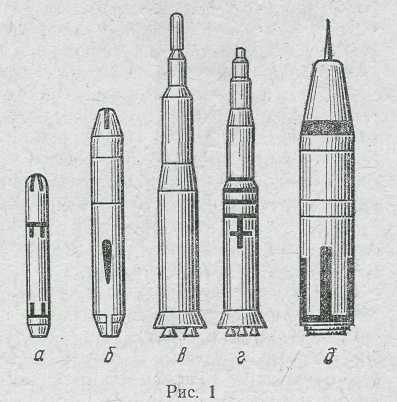 а б в г д
Рис. 1